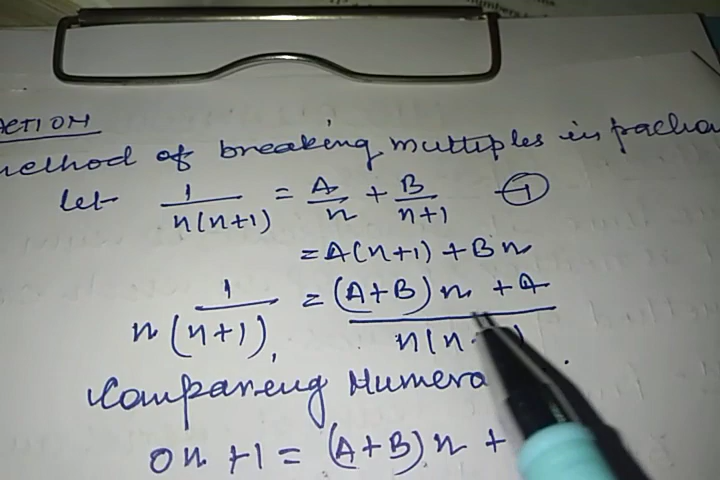 ACTION
method of breaking multiples in fraction
let 1/n(n+1) = A/n + B/n+1 ①
= A(n+1) + Bn
1/n(n+1), = (A+B)n + A/n(n
Compareng Numera
0n +1 = (A+B)n +